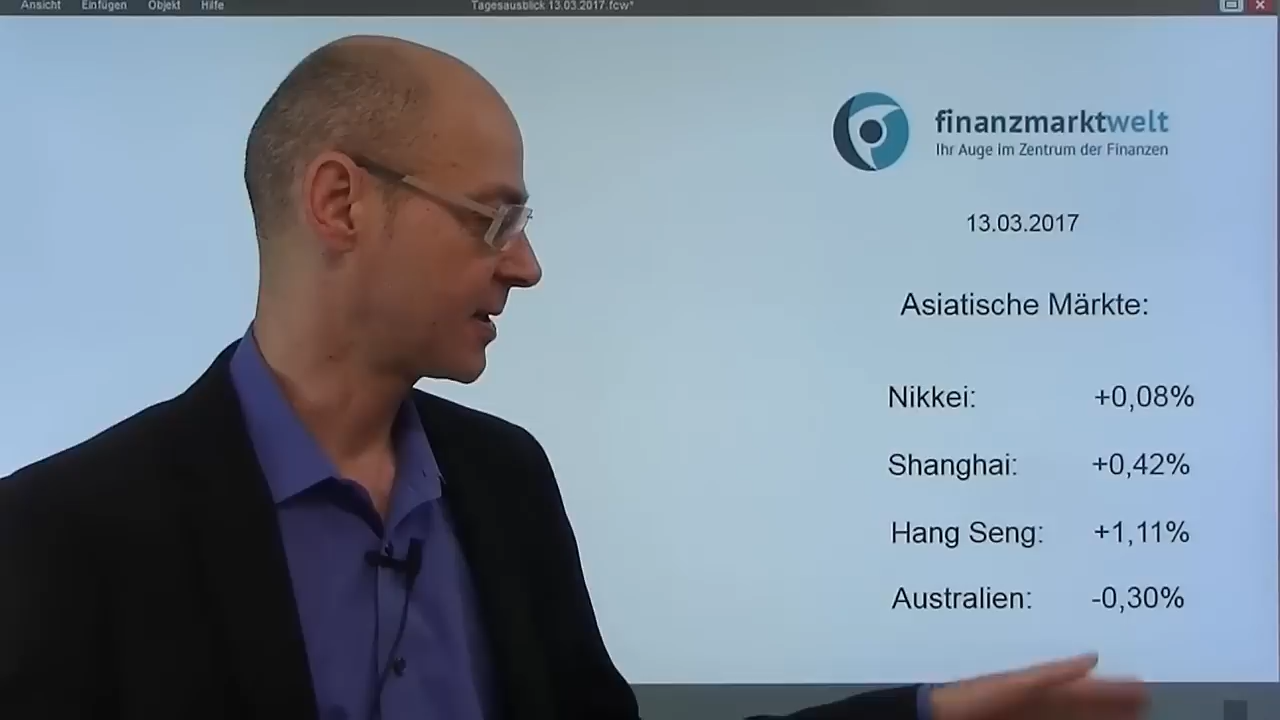 Ansicht Einfügen Objekt Hilfe Tagesausblick 13.03.2017.fcw*
finanzmarktwelt
Ihr Auge im Zentrum der Finanzen
13.03.2017
Asiatische Märkte:
Nikkei: +0,08%
Shanghai: +0,42%
Hang Seng: +1,11%
Australien: -0,30%